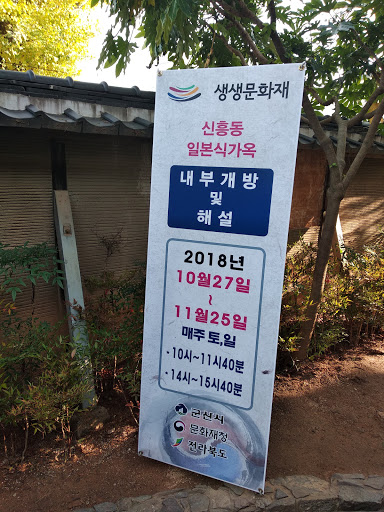 생생문화재
신흥동
일본식가옥
내부개방
및
해설
2018년
10월27일
~
11월25일
매주 토,일
· 10시~11시40분
· 14시~15시40분
군산시
문화재청
전라북도